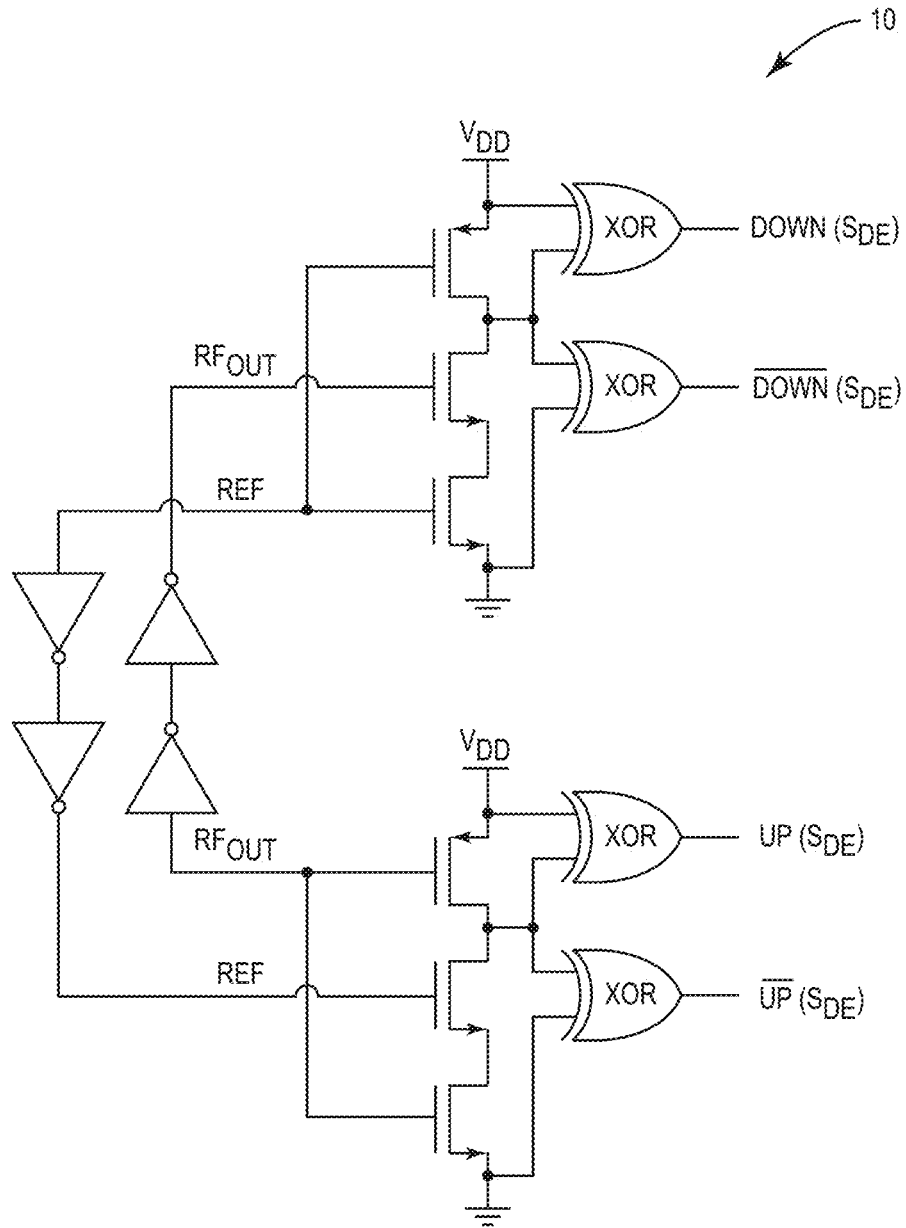 10
VDD
XOR
DOWN (SDE)
RFOUT
XOR
DOWN (SDE)
REF
VDD
XOR
UP (SDE)
RFOUT
REF
XOR
UP (SDE)